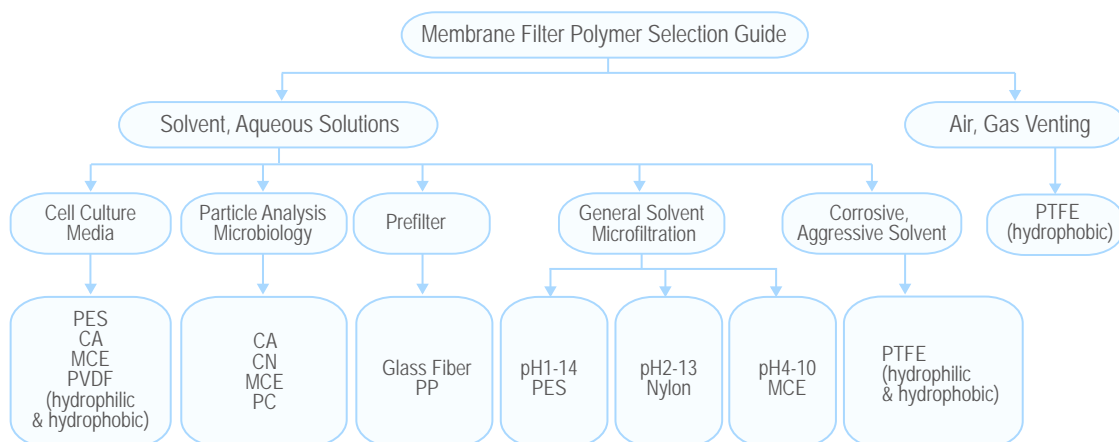 Membrane Filter Polymer Selection Guide
Solvent, Aqueous Solutions
Air, Gas Venting
Cell Culture
Media
Particle Analysis
Microbiology
Prefilter
General Solvent
Microfiltration
Corrosive,
Aggressive Solvent
PTFE
(hydrophobic)
PES
CA
MCE
PVDF
(hydrophilic
& hydrophobic)
CA
CN
MCE
PC
Glass Fiber
PP
pH1-14
PES
pH2-13
Nylon
pH4-10
MCE
PTFE
(hydrophilic
& hydrophobic)